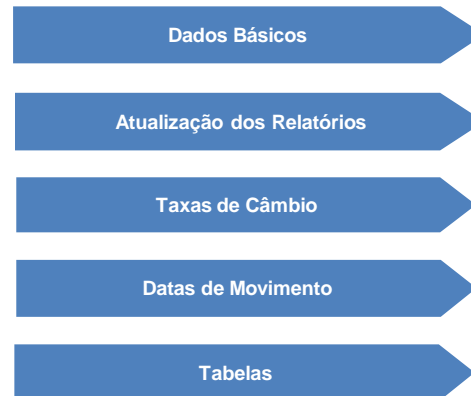 Dados Básicos
Atualização dos Relatórios
Taxas de Câmbio
Datas de Movimento
Tabelas